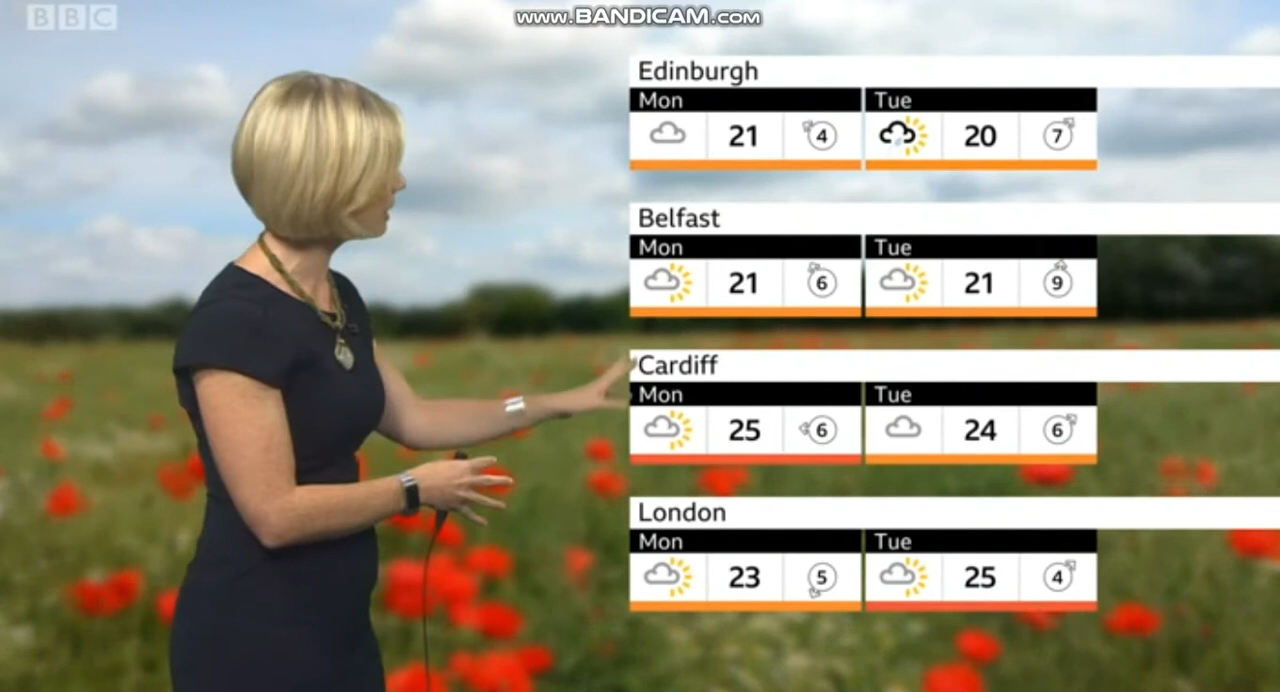 BBC
www.BANDICAM.com
Edinburgh
Mon Tue
21 4 20 7
Belfast
Mon Tue
21 6 21 9
Cardiff
Mon Tue
25 6 24 6
London
Mon Tue
23 5 25 4